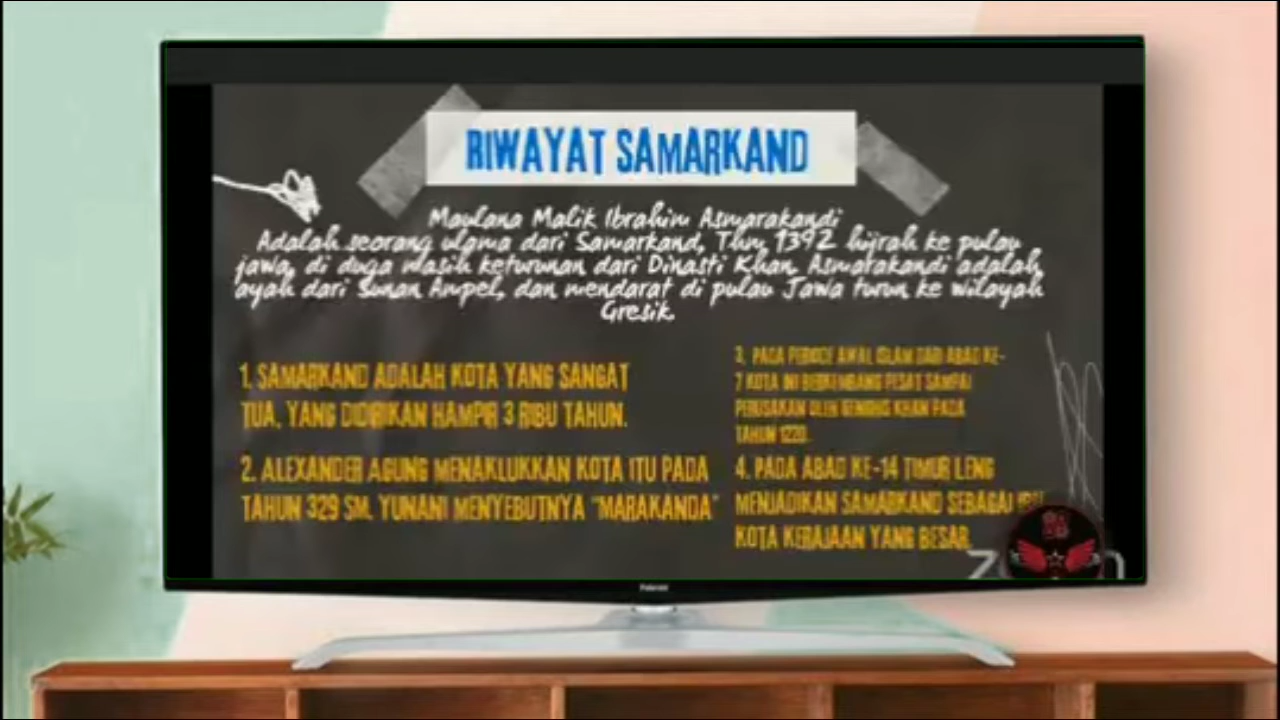 RIWAYAT SAMARKAND
Maulana Malik Ibrahim Asmarakandi
Adalah seorang ulama dari Samarkand, Thn 1392 hijrah ke pulau
jawa, di duga masih keturunan dari Dinasti Khan. Asmarakandi adalah
ayah dari Sunan Ampel, dan mendarat di pulau Jawa turun ke wilayah
Gresik.
1. SAMARKAND ADALAH KOTA YANG SANGAT
TUA, YANG DIDIRIKAN HAMPIR 3 RIBU TAHUN.
2. ALEXANDER AGUNG MENAKLUKKAN KOTA ITU PADA
TAHUN 329 SM. YUNANI MENYEBUTNYA "MARAKANDA"
3. PADA PERIODE AWAL ISLAM DARI ABAD KE-
7 KOTA INI BERKEMBANG PESAT SAMPAI
PERUSAKAN OLEH GENGHIS KHAN PADA
TAHUN 1220.
4. PADA ABAD KE-14 TIMUR LENG
MENJADIKAN SAMARKAND SEBAGAI
KOTA KERAJAAN YANG BESAR.
Polaroid